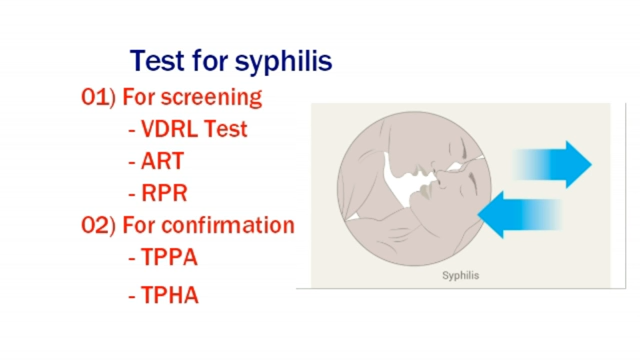 Test for syphilis
01) For screening
- VDRL Test
- ART
- RPR
02) For confirmation
- TPPA
- TPHA
Syphilis